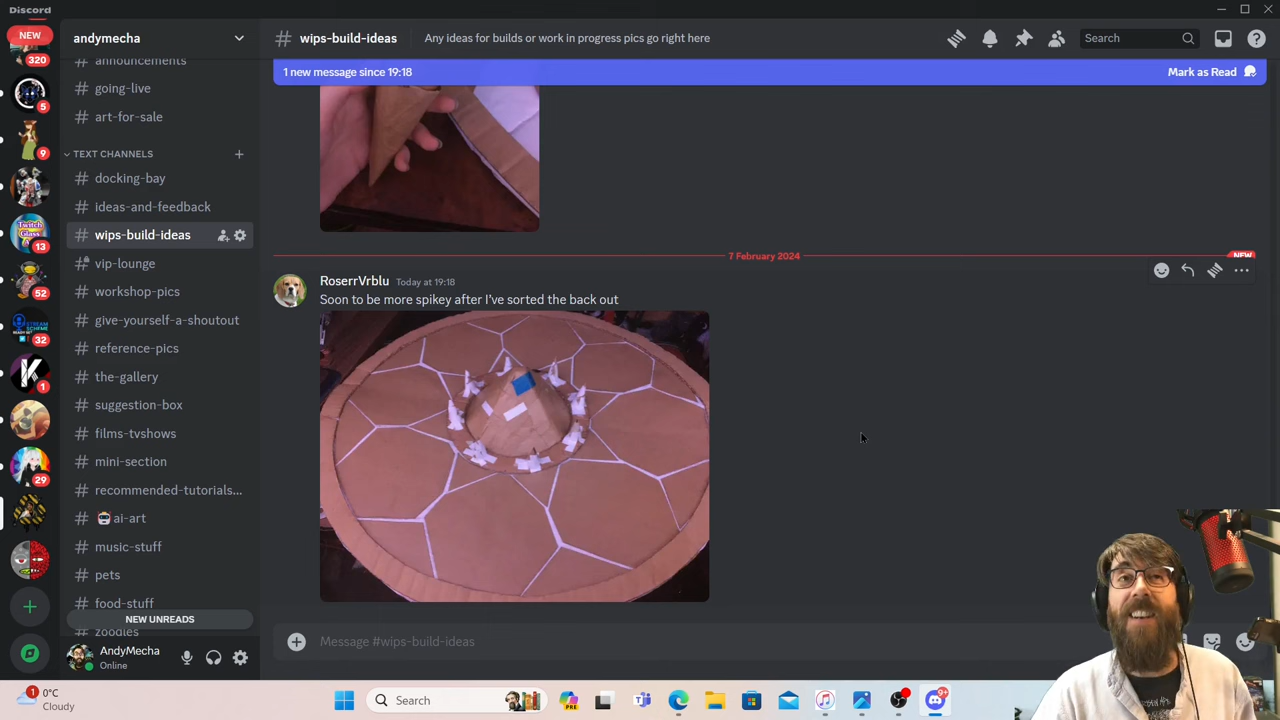 Discord
NEW
320
5
9
13
52
32
1
29
andymecha
announcements
going-live
art-for-sale
TEXT CHANNELS
docking-bay
ideas-and-feedback
wips-build-ideas
vip-lounge
workshop-pics
give-yourself-a-shoutout
reference-pics
the-gallery
suggestion-box
films-tvshows
mini-section
recommended-tutorials...
ai-art
music-stuff
pets
food-stuff
NEW UNREADS
zoodles
AndyMecha
Online
wips-build-ideas
Any ideas for builds or work in progress pics go right here
Search
1 new message since 19:18
Mark as Read
7 February 2024
NEW
RoserrVrblu Today at 19:18
Soon to be more spikey after I've sorted the back out
Message #wips-build-ideas
1
0°C
Cloudy
Search
PRE
9+